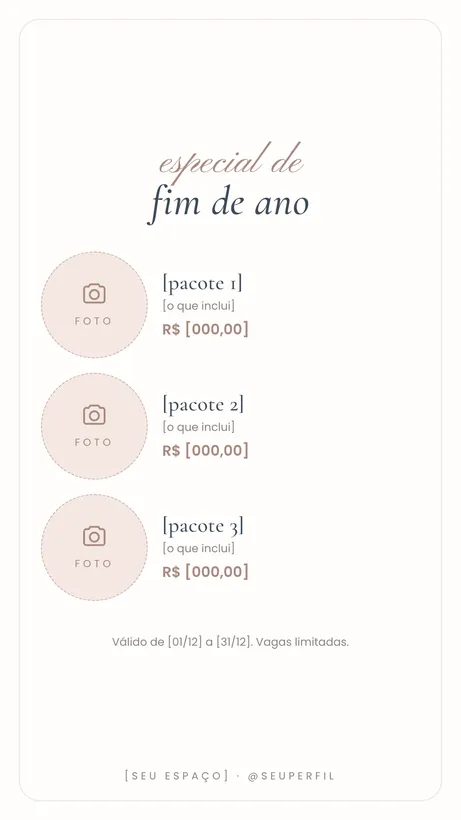 especial de
fim de ano
[pacote 1]
[o que inclui]
R$ [000,00]
FOTO
[pacote 2]
[o que inclui]
R$ [000,00]
FOTO
[pacote 3]
[o que inclui]
R$ [000,00]
FOTO
Válido de [01/12] a [31/12]. Vagas limitadas.
[SEU ESPAÇO] · @SEUPERFIL